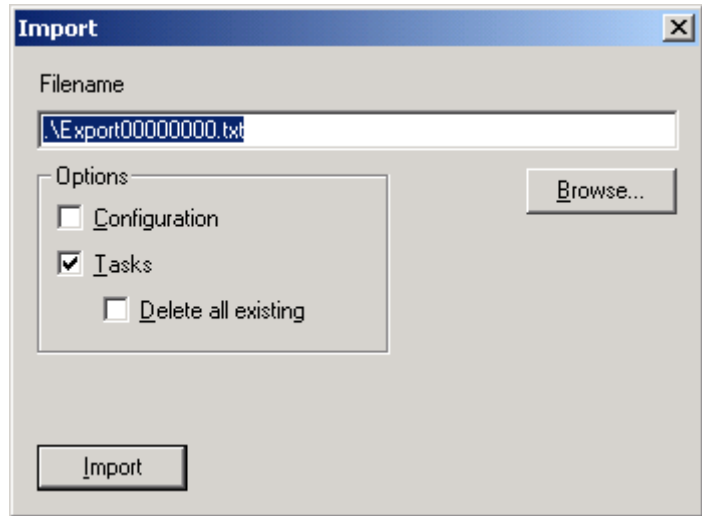 Import
Filename
.\Export00000000.txt
Options
Browse...
Configuration
Tasks
Delete all existing
Import